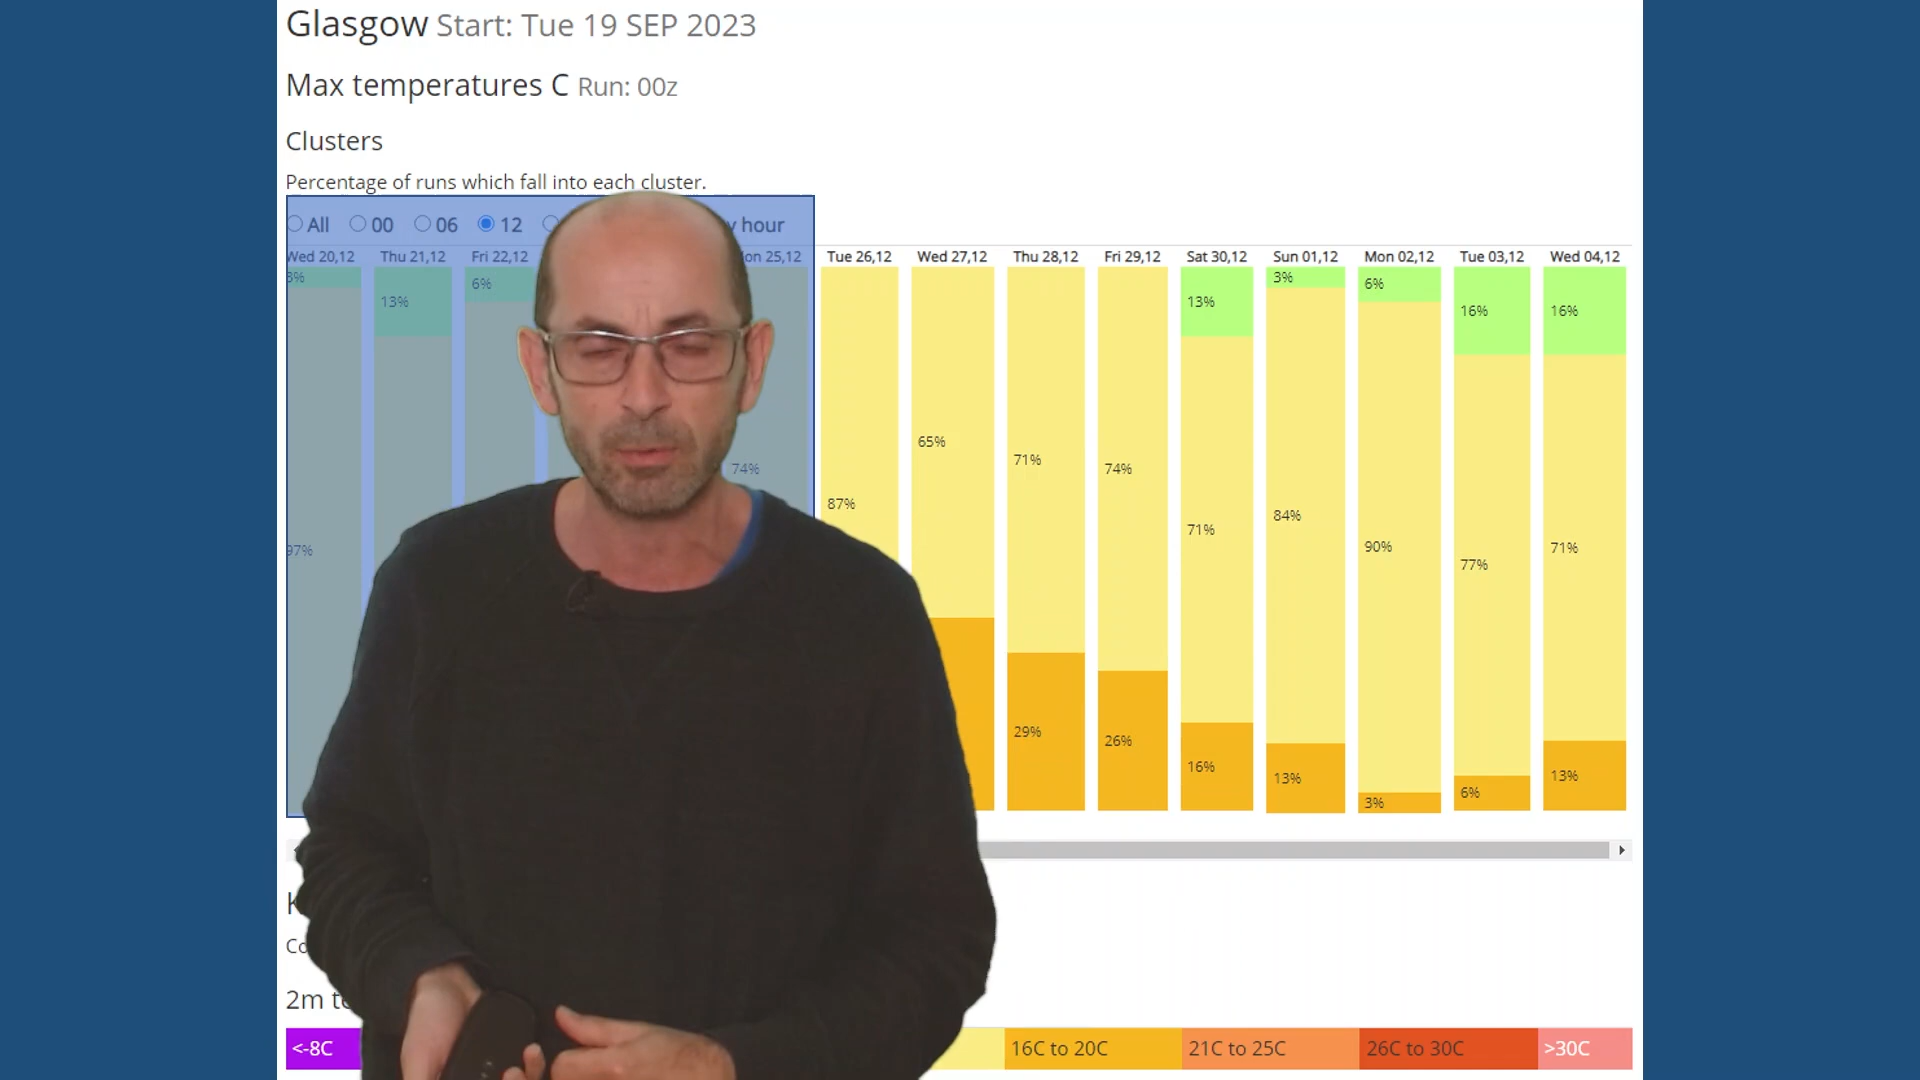 Glasgow Start: Tue 19 SEP 2023
Max temperatures C Run: 00z
Clusters
Percentage of runs which fall into each cluster.
All 00 06 12 hour
Wed 20,12 Thu 21,12 Fri 22,12 25,12 Tue 26,12 Wed 27,12 Thu 28,12 Fri 29,12 Sat 30,12 Sun 01,12 Mon 02,12 Tue 03,12 Wed 04,12
3% 13% 6% 13% 3% 6% 16% 16%
97% 74% 87% 65% 71% 74% 71% 84% 90% 77% 71%
29% 26% 16% 13% 3% 6% 13%
2m
<-8C 16C to 20C 21C to 25C 26C to 30C >30C